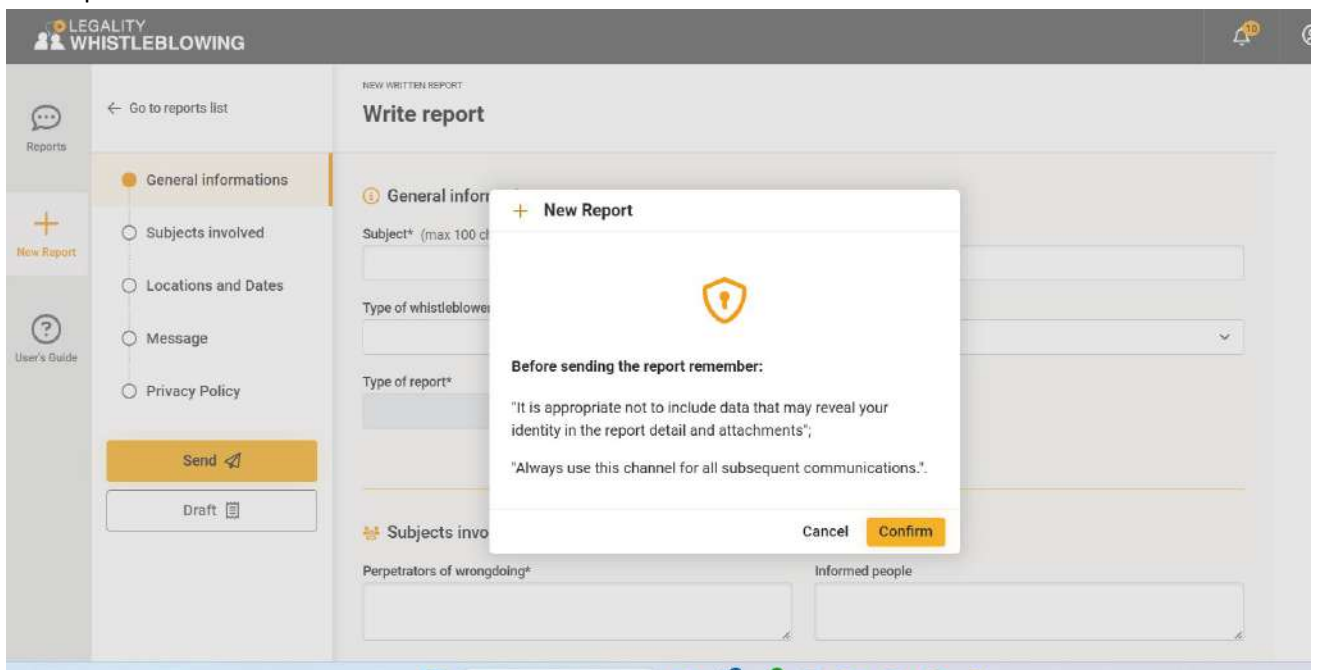 LEGALITY
WHISTLEBLOWING
10
Reports
New Report
User's Guide
← Go to reports list
General informations
Subjects involved
Locations and Dates
Message
Privacy Policy
Send
Draft
NEW WRITTEN REPORT
Write report
General infor
Subject* (max 100 c
Type of whistleblower
Type of report*
Subjects invo
Perpetrators of wrongdoing*
Informed people
+ New Report
Before sending the report remember:
"It is appropriate not to include data that may reveal your
identity in the report detail and attachments";
"Always use this channel for all subsequent communications.".
Cancel
Confirm